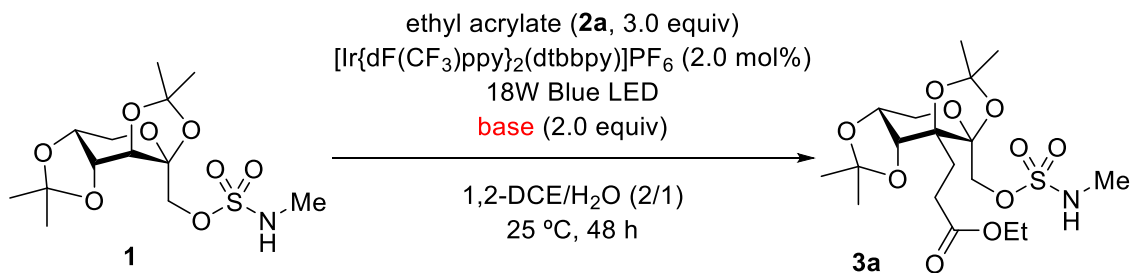 ethyl acrylate (2a, 3.0 equiv)
[Ir{dF(CF3)ppy}2(dtbbpy)]PF6 (2.0 mol%)
18W Blue LED
base (2.0 equiv)
1,2-DCE/H2O (2/1)
25 ºC, 48 h
O
O
O
O
O
O
O
O
S
N
H
Me
1
O
O
O
O
O
O
O
O
S
N
H
Me
O
OEt
3a